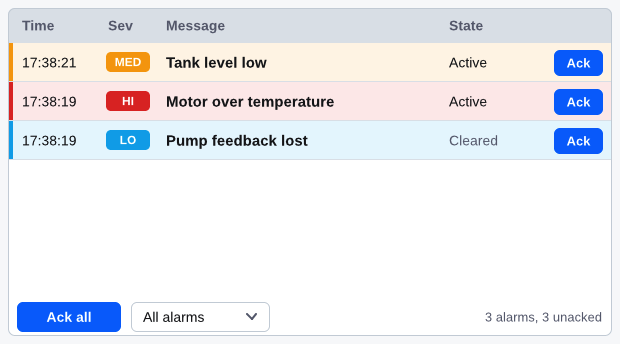 Time Sev Message State
17:38:21 MED Tank level low Active Ack
17:38:19 HI Motor over temperature Active Ack
17:38:19 LO Pump feedback lost Cleared Ack
Ack all All alarms 3 alarms, 3 unacked